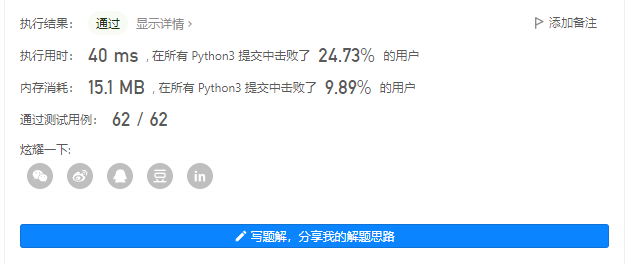 执行结果： 通过 显示详情 › 添加备注
执行用时： 40 ms , 在所有 Python3 提交中击败了 24.73% 的用户
内存消耗： 15.1 MB , 在所有 Python3 提交中击败了 9.89% 的用户
通过测试用例： 62 / 62
炫耀一下:
豆 in
写题解，分享我的解题思路